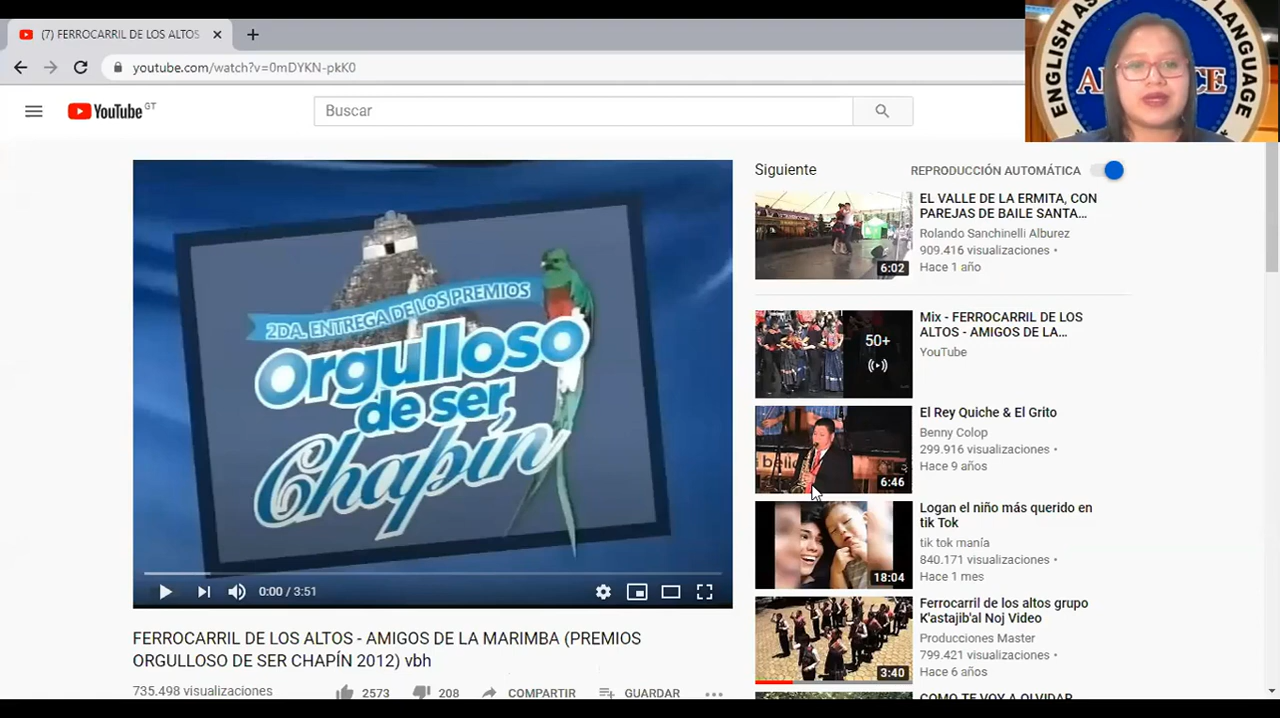 (7) FERROCARRIL DE LOS ALTOS
youtube.com/watch?v=0mDYKN-pkK0
YouTube GT
Buscar
ENGLISH
LANGUAGE
2DA. ENTREGA DE LOS PREMIOS
Orgulloso
de ser
Chapín
0:00 / 3:51
FERROCARRIL DE LOS ALTOS - AMIGOS DE LA MARIMBA (PREMIOS
ORGULLOSO DE SER CHAPÍN 2012) vbh
735.498 visualizaciones
2573
208
COMPARTIR
GUARDAR
Siguiente
REPRODUCCIÓN AUTOMÁTICA
EL VALLE DE LA ERMITA, CON
PAREJAS DE BAILE SANTA...
Rolando Sanchinelli Alburez
909.416 visualizaciones •
Hace 1 año
6:02
Mix - FERROCARRIL DE LOS
ALTOS - AMIGOS DE LA...
YouTube
50+
El Rey Quiche & El Grito
Benny Colop
299.916 visualizaciones •
Hace 9 años
6:46
Logan el niño más querido en
tik Tok
tik tok manía
840.171 visualizaciones •
Hace 1 mes
18:04
Ferrocarril de los altos grupo
K'astajib'al Noj Video
Producciones Master
799.421 visualizaciones •
Hace 6 años
3:40
COMO TE VOY A OLVIDAR